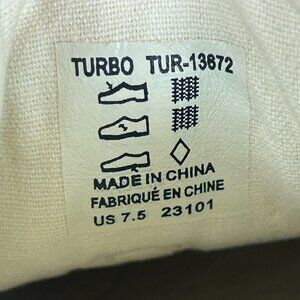 TURBO TUR-13672
MADE IN CHINA
FABRIQUÉ EN CHINE
US 7.5 23101